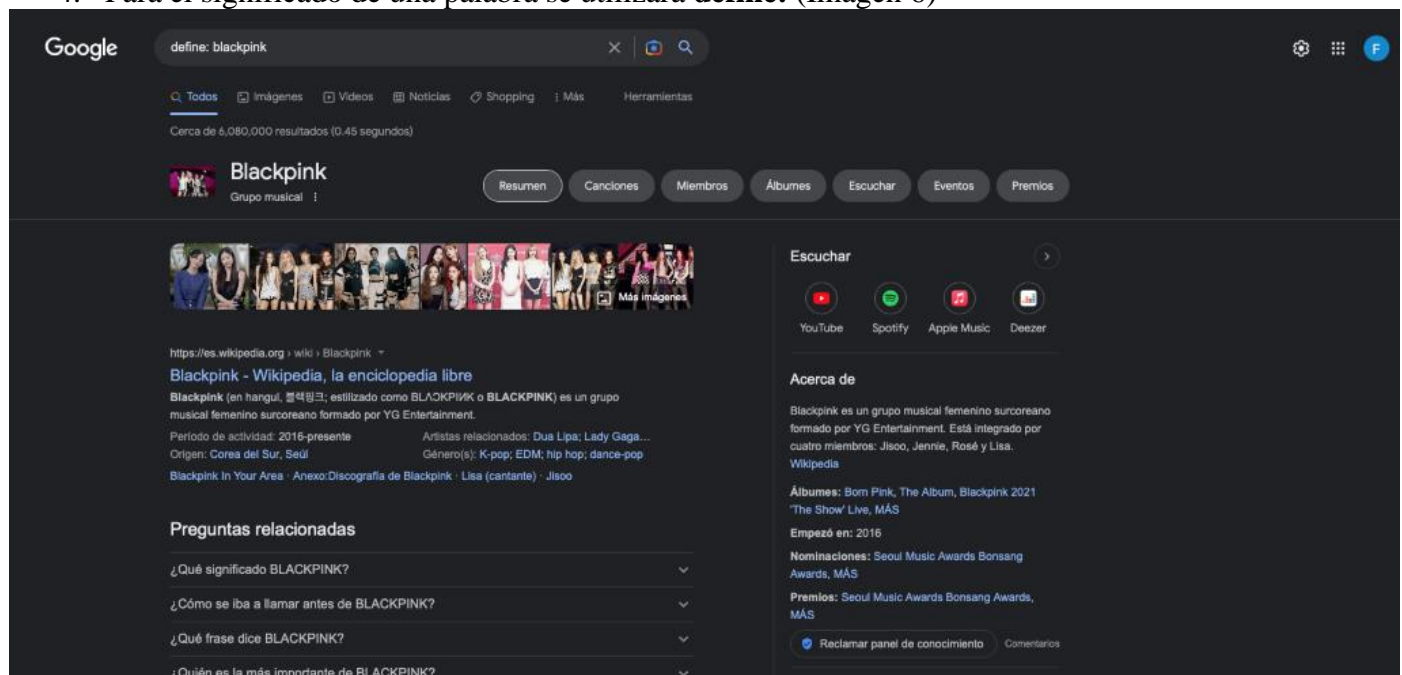 4. Para el significado de una palabra se utilizará define: (Imagen 6)
Google
define: blackpink
F
Todos Imágenes Videos Noticias Shopping Más Herramientas
Cerca de 6,080,000 resultados (0.45 segundos)
Blackpink
Grupo musical
Resumen Canciones Miembros Álbumes Escuchar Eventos Premios
Más imágenes
https://es.wikipedia.org › wiki › Blackpink
Blackpink - Wikipedia, la enciclopedia libre
Blackpink (en hangul, 블랙핑크; estilizado como BLΛƆKPIИK o BLACKPINK) es un grupo
musical femenino surcoreano formado por YG Entertainment.
Periodo de actividad: 2016-presente Artistas relacionados: Dua Lipa; Lady Gaga...
Origen: Corea del Sur, Seúl Género(s): K-pop; EDM; hip hop; dance-pop
Blackpink In Your Area · Anexo:Discografía de Blackpink · Lisa (cantante) · Jisoo
Preguntas relacionadas
¿Qué significado BLACKPINK?
¿Cómo se iba a llamar antes de BLACKPINK?
¿Qué frase dice BLACKPINK?
¿Quién es la más importante de BLACKPINK?
Escuchar
YouTube Spotify Apple Music Deezer
Acerca de
Blackpink es un grupo musical femenino surcoreano
formado por YG Entertainment. Está integrado por
cuatro miembros: Jisoo, Jennie, Rosé y Lisa.
Wikipedia
Álbumes: Born Pink, The Album, Blackpink 2021
'The Show' Live, MÁS
Empezó en: 2016
Nominaciones: Seoul Music Awards Bonsang
Awards, MÁS
Premios: Seoul Music Awards Bonsang Awards,
MÁS
Reclamar panel de conocimiento Comentarios